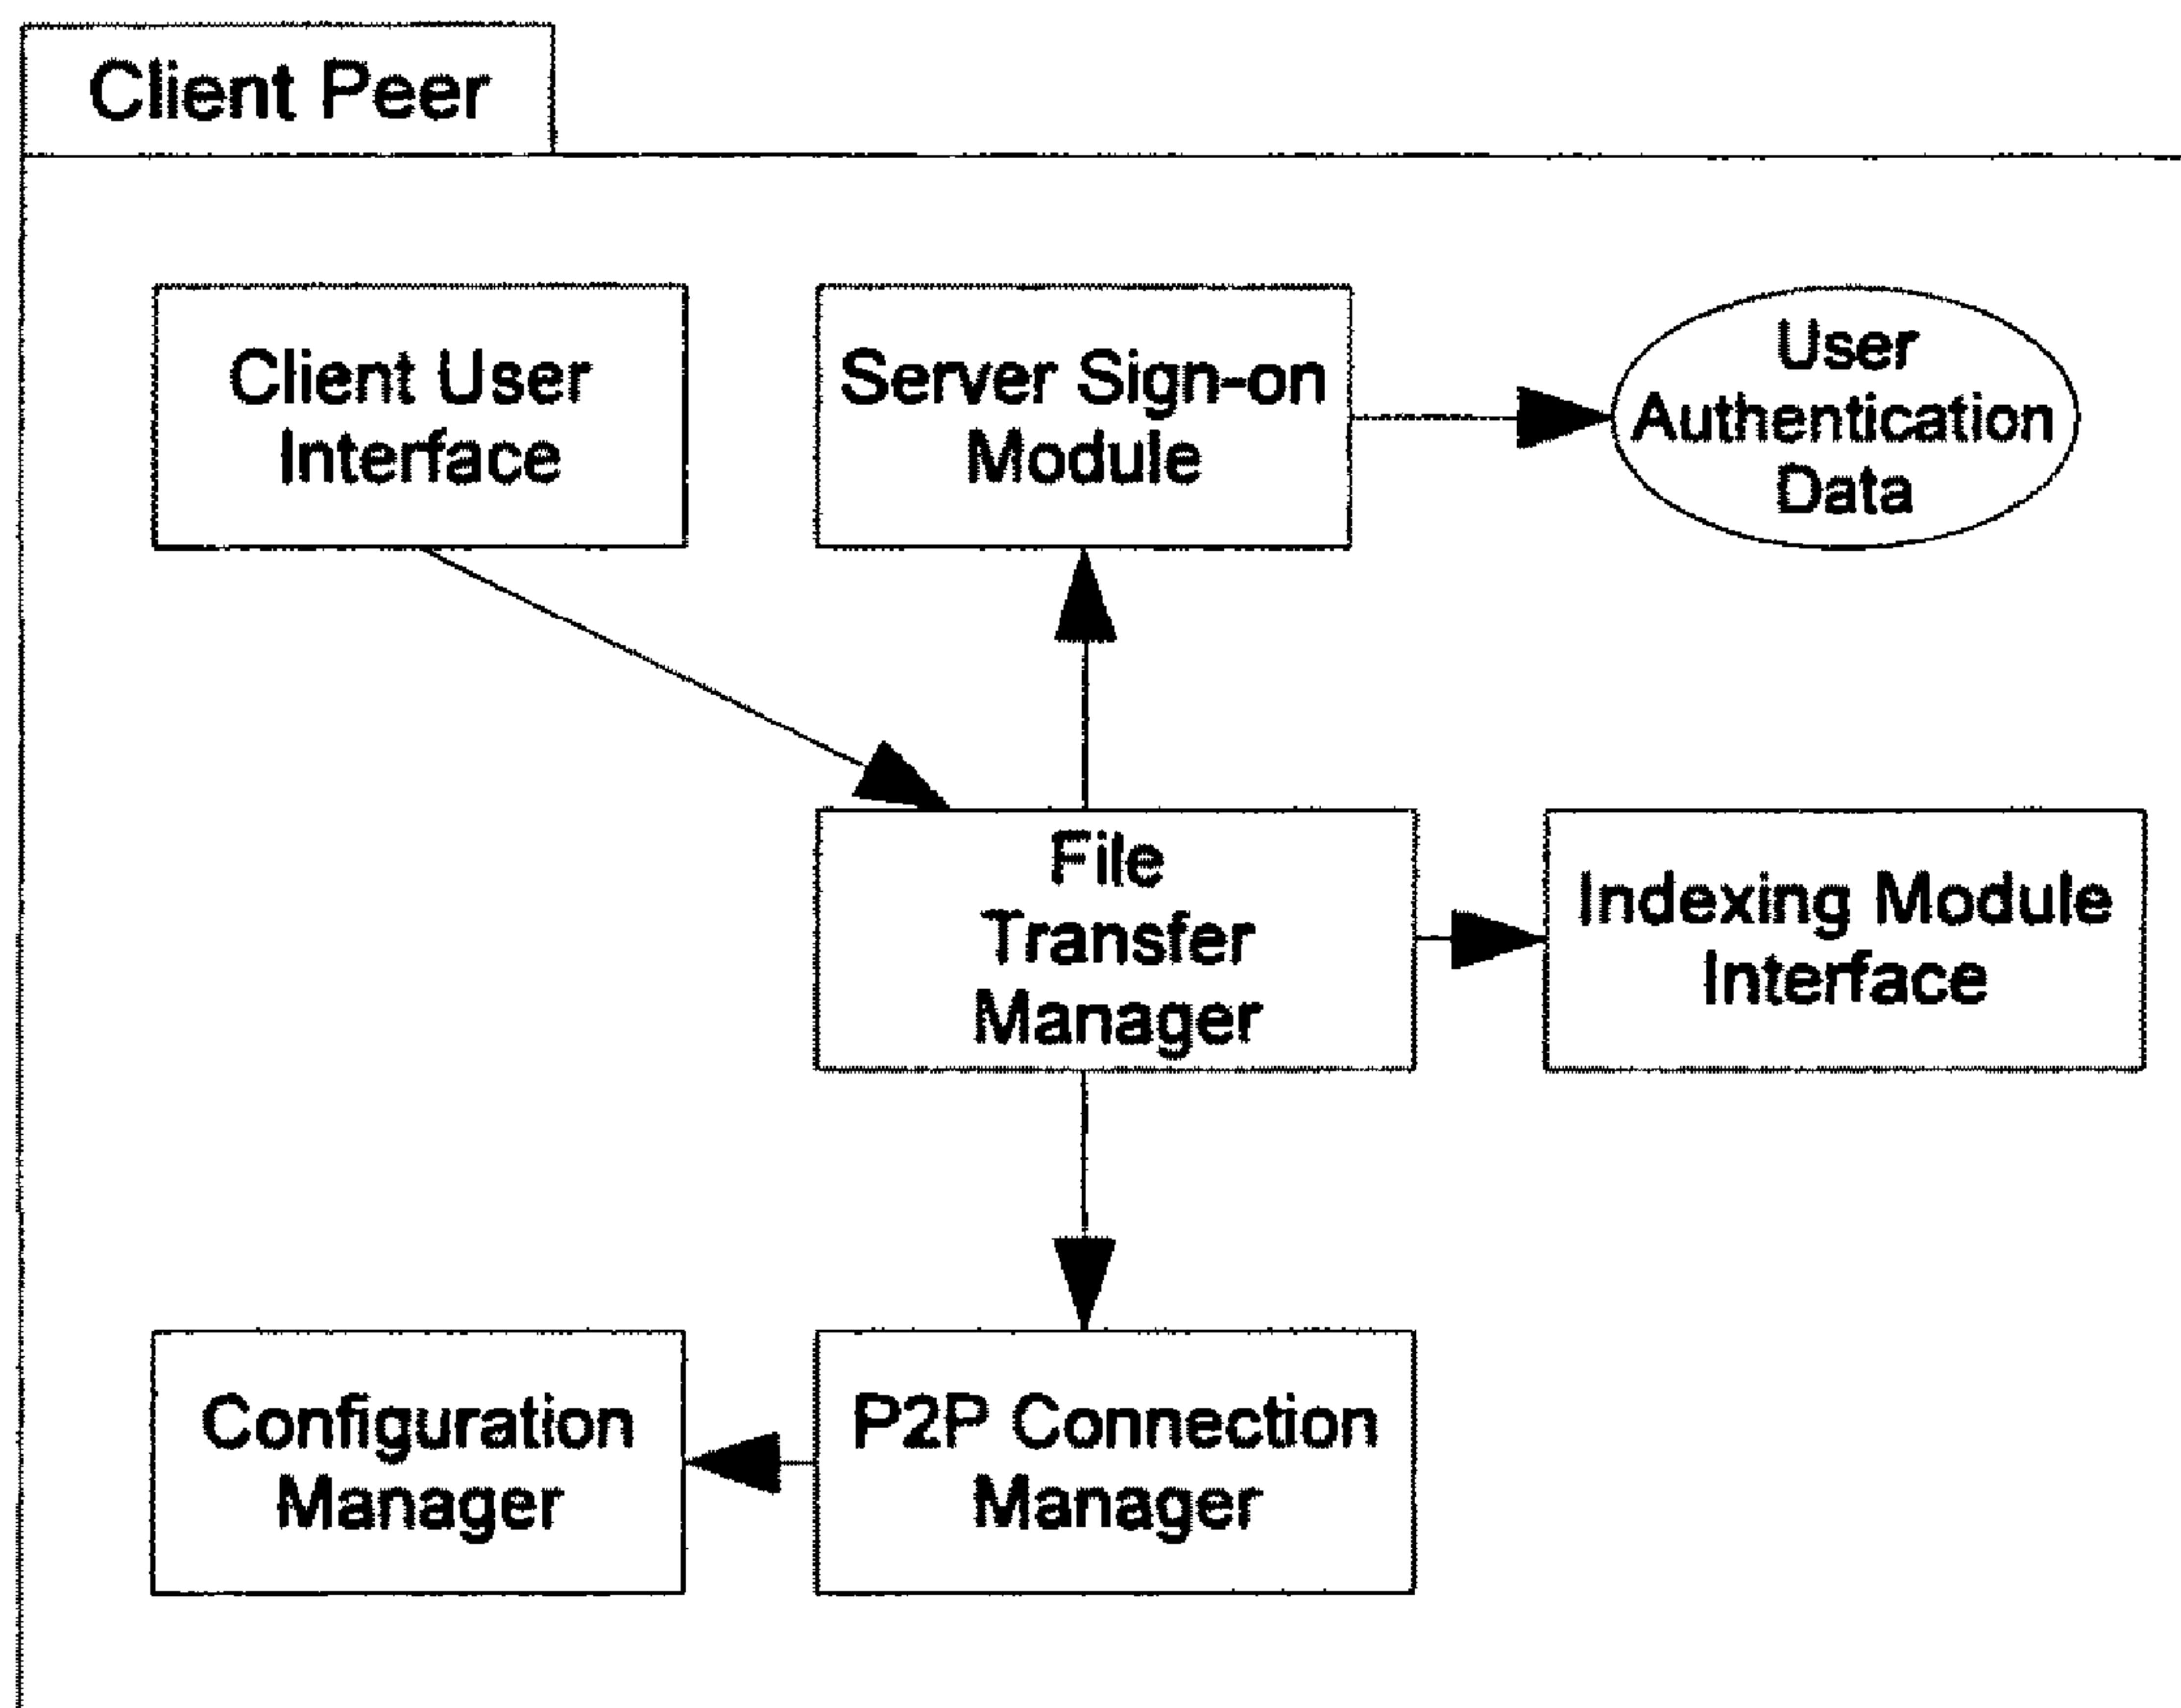 Client Peer
Client User
Interface
Server Sign-on
Module
User
Authentication
Data
File
Transfer
Manager
Indexing Module
Interface
Configuration
Manager
P2P Connection
Manager